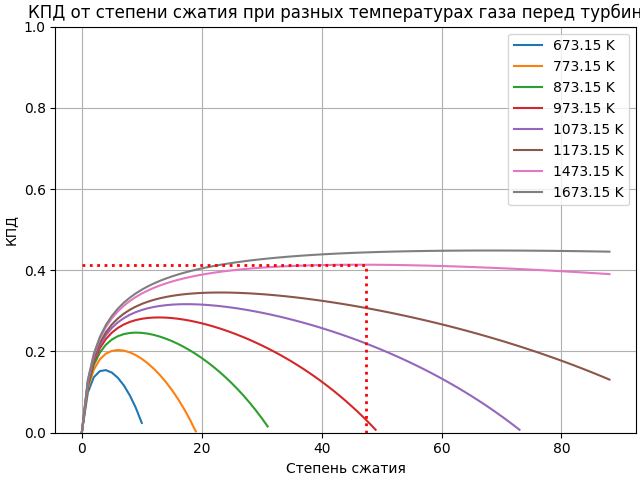 КПД от степени сжатия при разных температурах газа перед турбин
1.0
0.8
0.6
0.4
0.2
0.0
КПД
0
20
40
60
80
Степень сжатия
673.15 K
773.15 K
873.15 K
973.15 K
1073.15 K
1173.15 K
1473.15 K
1673.15 K